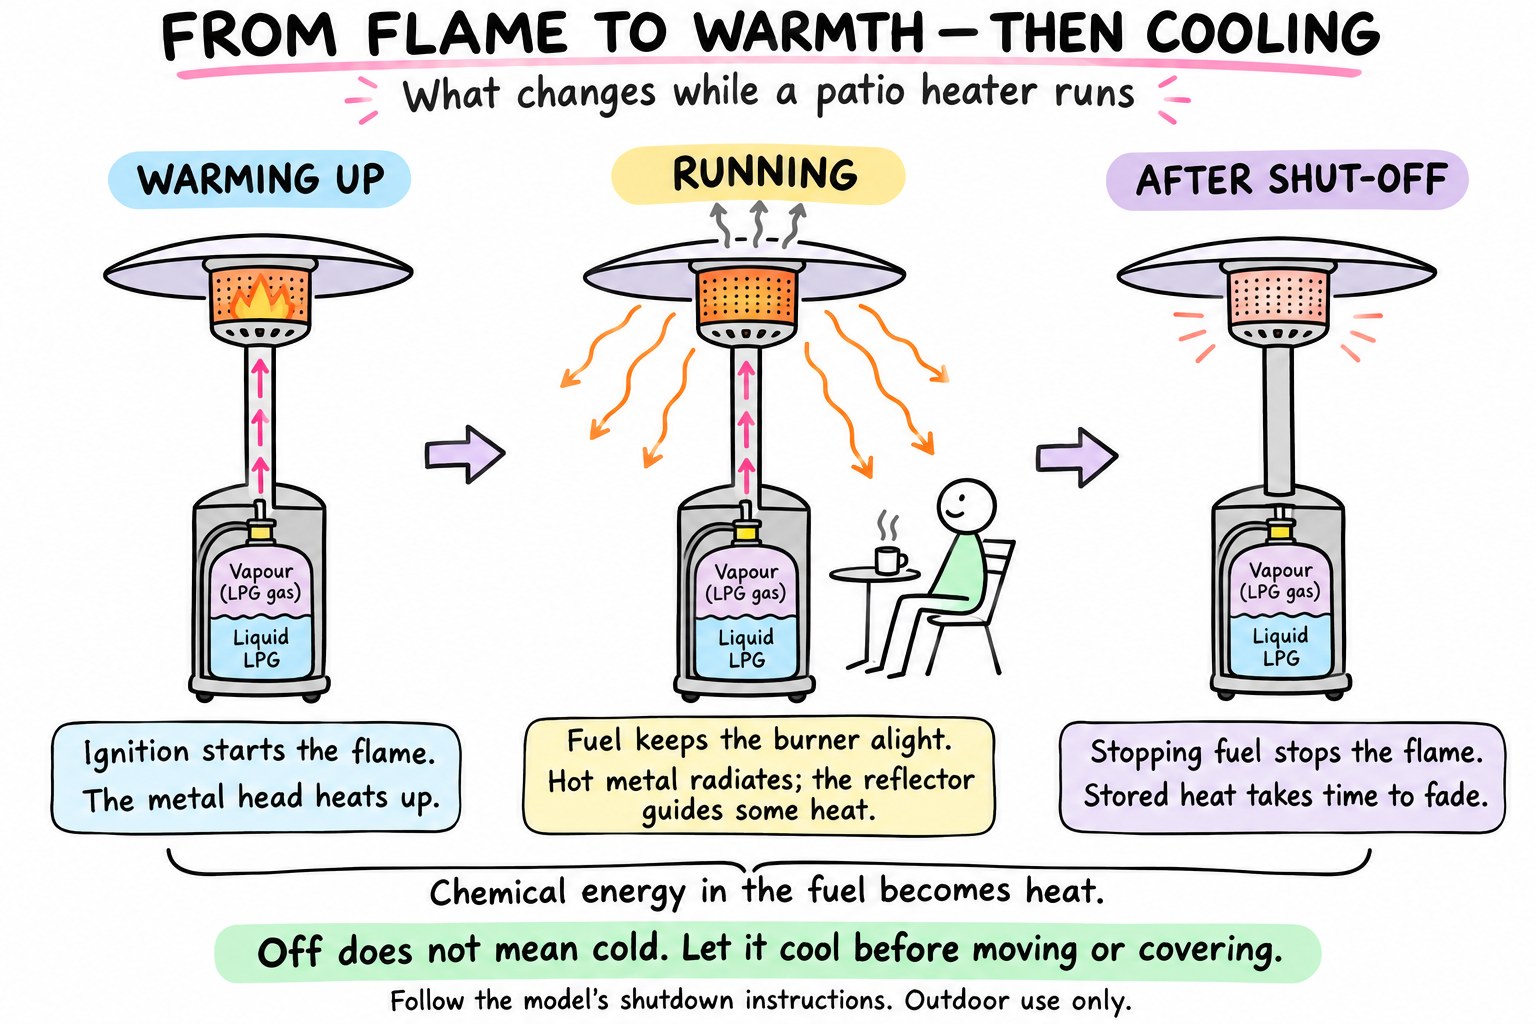 FROM FLAME TO WARMTH – THEN COOLING
What changes while a patio heater runs
WARMING UP
RUNNING
AFTER SHUT-OFF
Vapour
(LPG gas)
Liquid
LPG
Vapour
(LPG gas)
Liquid
LPG
Vapour
(LPG gas)
Liquid
LPG
Ignition starts the flame.
The metal head heats up.
Fuel keeps the burner alight.
Hot metal radiates; the reflector
guides some heat.
Stopping fuel stops the flame.
Stored heat takes time to fade.
Chemical energy in the fuel becomes heat.
Off does not mean cold. Let it cool before moving or covering.
Follow the model's shutdown instructions. Outdoor use only.